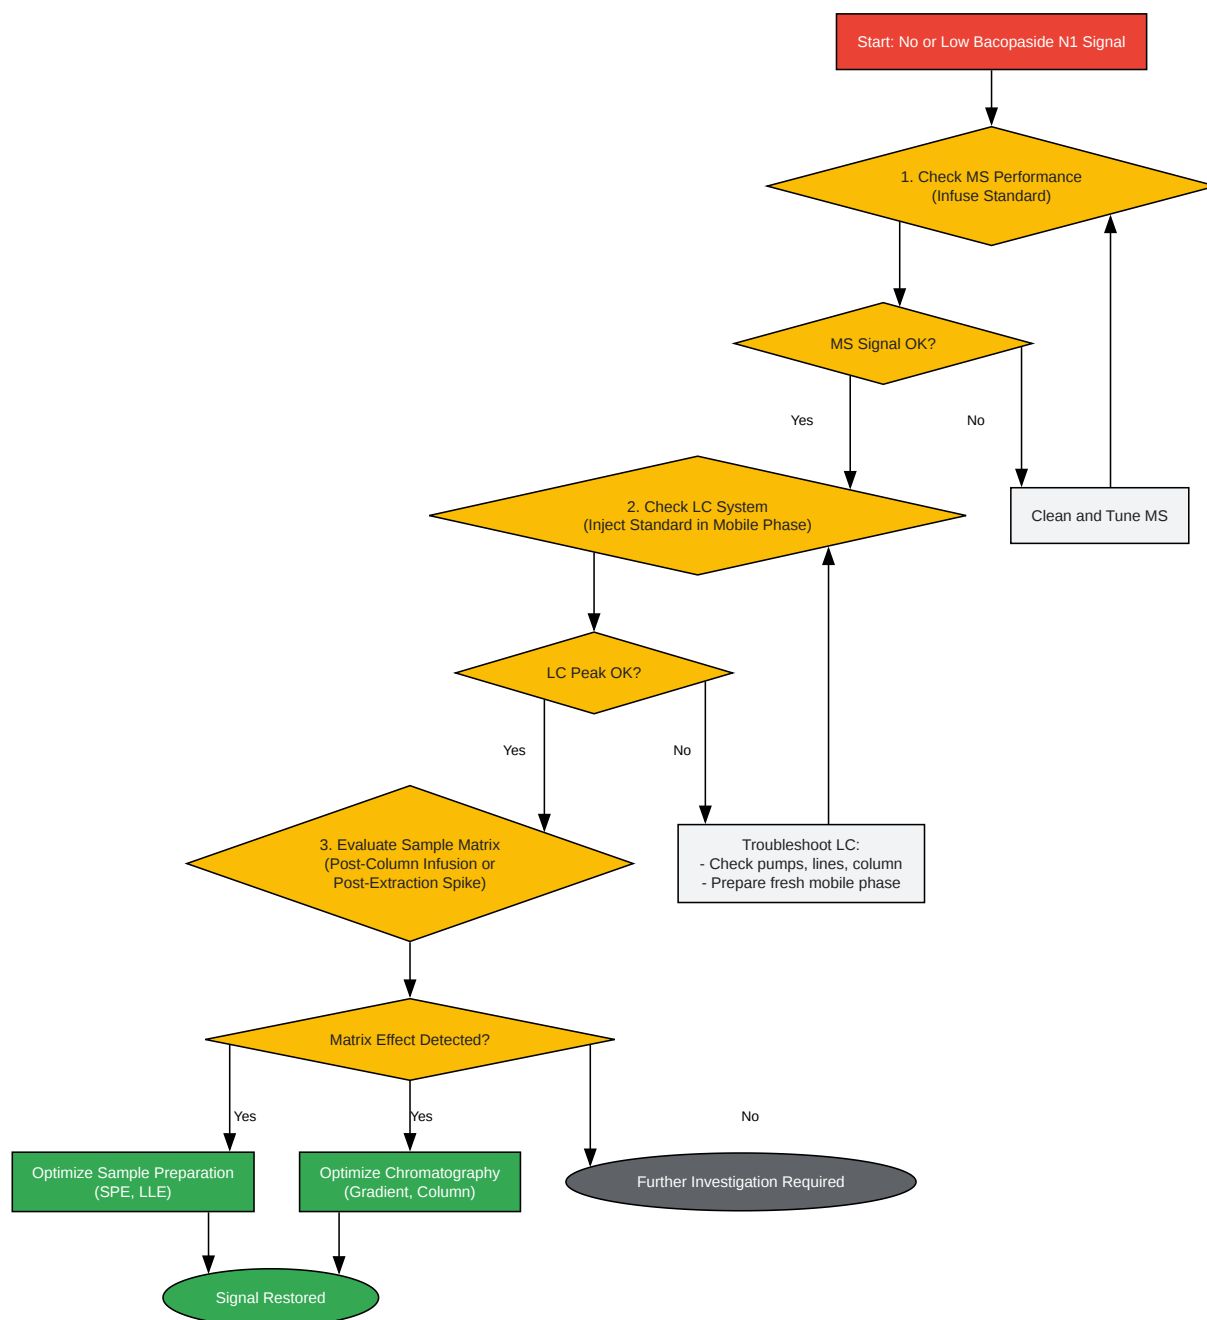 Start: No or Low Bacopaside N1 Signal
1. Check MS Performance
(Infuse Standard)
MS Signal OK?
Yes
No
2. Check LC System
(Inject Standard in Mobile Phase)
Clean and Tune MS
LC Peak OK?
Yes
No
3. Evaluate Sample Matrix
(Post-Column Infusion or
Post-Extraction Spike)
Troubleshoot LC:
- Check pumps, lines, column
- Prepare fresh mobile phase
Matrix Effect Detected?
Yes
Yes
No
Optimize Sample Preparation
(SPE, LLE)
Optimize Chromatography
(Gradient, Column)
Further Investigation Required
Signal Restored